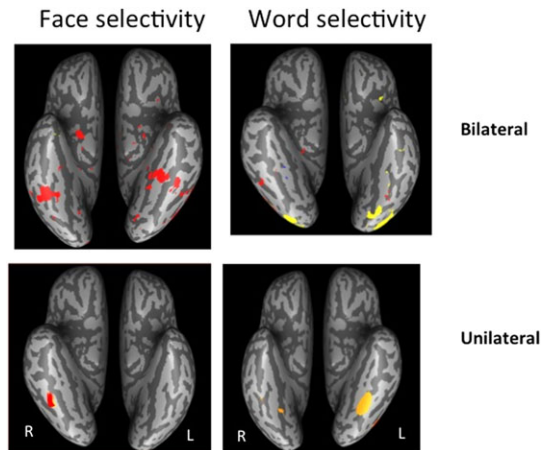 Face selectivity
Word selectivity
Bilateral
Unilateral
R
L
R
L